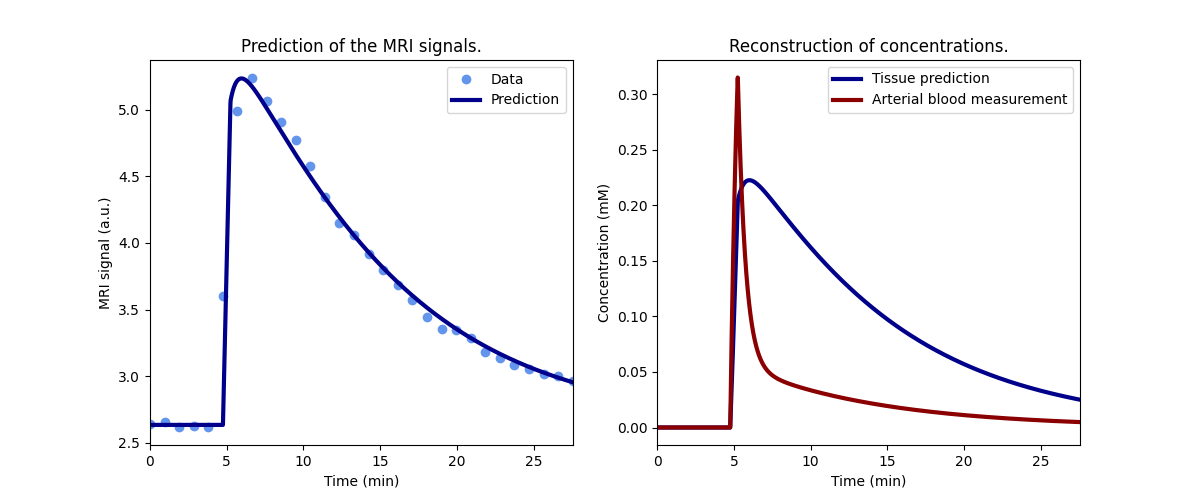 Prediction of the MRI signals.
Data
Prediction
MRI signal (a.u.)
5.0
4.5
4.0
3.5
3.0
2.5
0
5
10
15
20
25
Time (min)
Reconstruction of concentrations.
Tissue prediction
Arterial blood measurement
Concentration (mM)
0.30
0.25
0.20
0.15
0.10
0.05
0.00
0
5
10
15
20
25
Time (min)